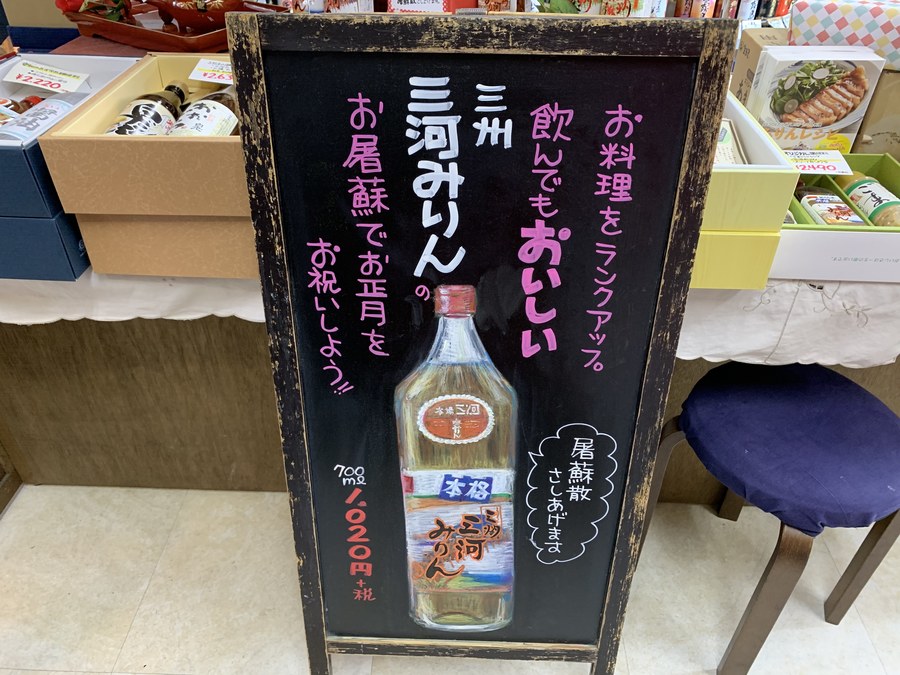 お料理をランクアップ。
飲んでもおいしい
三州
三河みりんの
お屠蘇でお正月を
お祝いしよう!!
屠蘇散
さしあげます
700ml
1,020円+税
本格
三州
三河
みりん
¥2,220